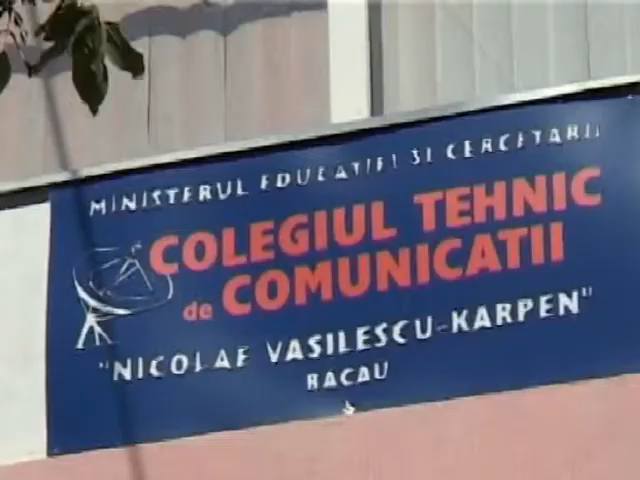 MINISTERUL EDUCATIEI SI CERCETARII
COLEGIUL TEHNIC
de COMUNICATII
"NICOLAE VASILESCU-KARPEN"
BACAU